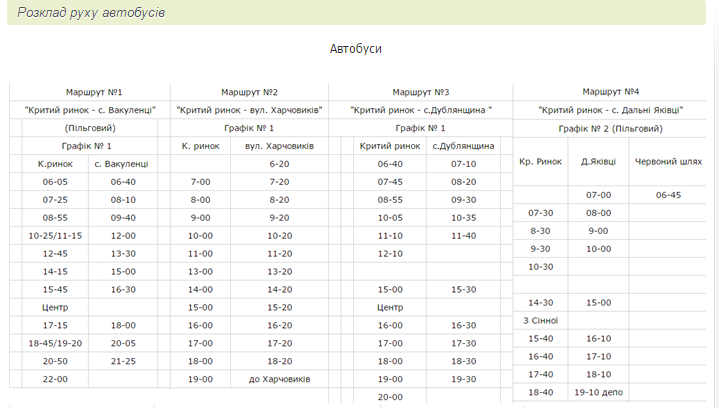 Розклад руху автобусів
Автобуси
Маршрут №1 Маршрут №2 Маршрут №3 Маршрут №4
"Критий ринок - с. Вакуленці" "Критий ринок - вул. Харчовиків" "Критий ринок - с.Дублянщина " "Критий ринок - с. Дальні Яківці"
(Пільговий) Графік № 1 Графік № 1 Графік № 2 (Пільговий)
Графік № 1 К. ринок вул. Харчовиків Критий ринок с.Дублянщина
К.ринок с. Вакуленці 6-20 06-40 07-10 Кр. Ринок Д.Яківці Червоний шлях
06-05 06-40 7-00 7-20 07-45 08-20
07-25 08-10 8-00 8-20 08-55 09-30 07-00 06-45
08-55 09-40 9-00 9-20 10-05 10-35 07-30 08-00
10-25/11-15 12-00 10-00 10-20 11-10 11-40 8-30 9-00
12-45 13-30 11-00 11-20 12-10 9-30 10-00
14-15 15-00 13-00 13-20 10-30
15-45 16-30 14-00 14-20 15-00 15-30
Центр 15-00 15-20 Центр 14-30 15-00
17-15 18-00 16-00 16-20 16-00 16-30 З Сінної
18-45/19-20 20-05 17-00 17-20 17-00 17-30 15-40 16-10
20-50 21-25 18-00 18-20 18-00 18-30 16-40 17-10
22-00 19-00 до Харчовиків 19-00 19-30 17-40 18-10
20-00 18-40 19-10 депо